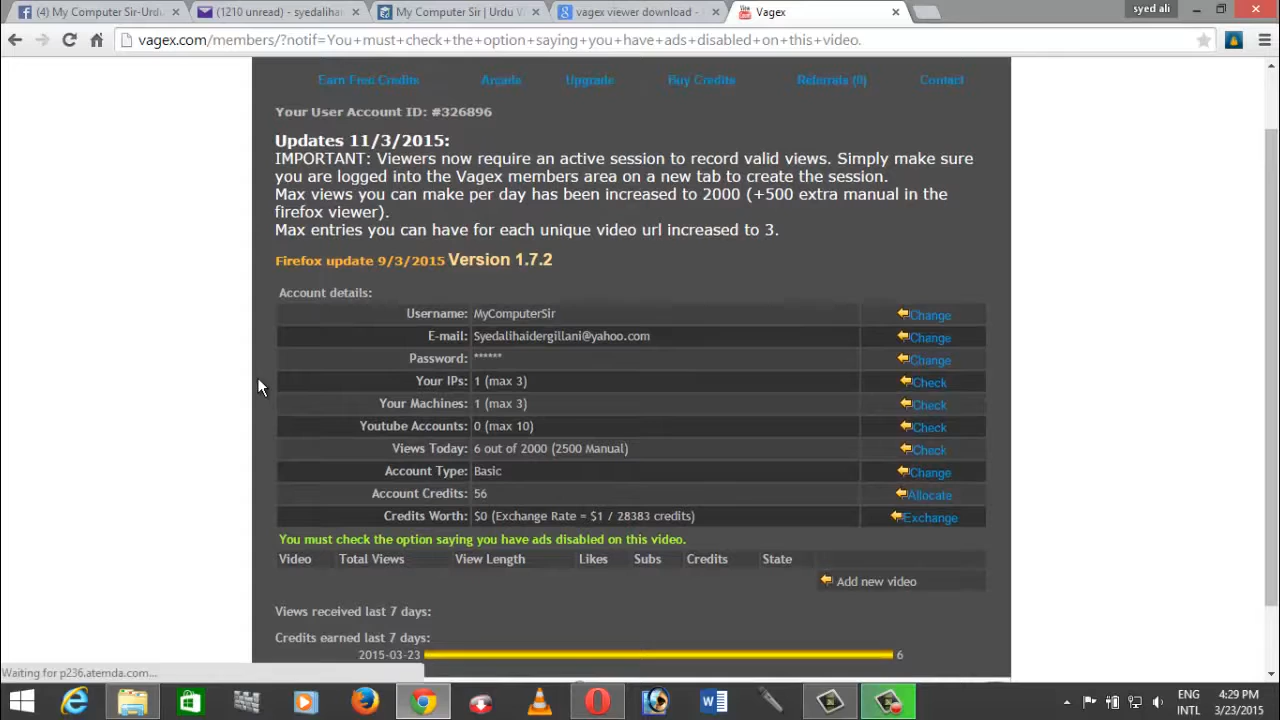 (4) My Computer Sir-Urdu
(1210 unread) - syedalihai
My Computer Sir | Urdu V
vagex viewer download -
Vagex
syed ali
vagex.com/members/?notif=You+must+check+the+option+saying+you+have+ads+disabled+on+this+video.
Earn Free Credits Arcade Upgrade Buy Credits Referrals (0) Contact
Your User Account ID: #326896
Updates 11/3/2015:
IMPORTANT: Viewers now require an active session to record valid views. Simply make sure
you are logged into the Vagex members area on a new tab to create the session.
Max views you can make per day has been increased to 2000 (+500 extra manual in the
firefox viewer).
Max entries you can have for each unique video url increased to 3.
Firefox update 9/3/2015 Version 1.7.2
Account details:
Username: MyComputerSir Change
E-mail: Syedalihaidergillani@yahoo.com Change
Password: ****** Change
Your IPs: 1 (max 3) Check
Your Machines: 1 (max 3) Check
Youtube Accounts: 0 (max 10) Check
Views Today: 6 out of 2000 (2500 Manual) Check
Account Type: Basic Change
Account Credits: 56 Allocate
Credits Worth: $0 (Exchange Rate = $1 / 28383 credits) Exchange
You must check the option saying you have ads disabled on this video.
Video Total Views View Length Likes Subs Credits State
Add new video
Views received last 7 days:
Credits earned last 7 days:
2015-03-23 6
Waiting for p236.atemda.com...
ENG 4:29 PM
INTL 3/23/2015